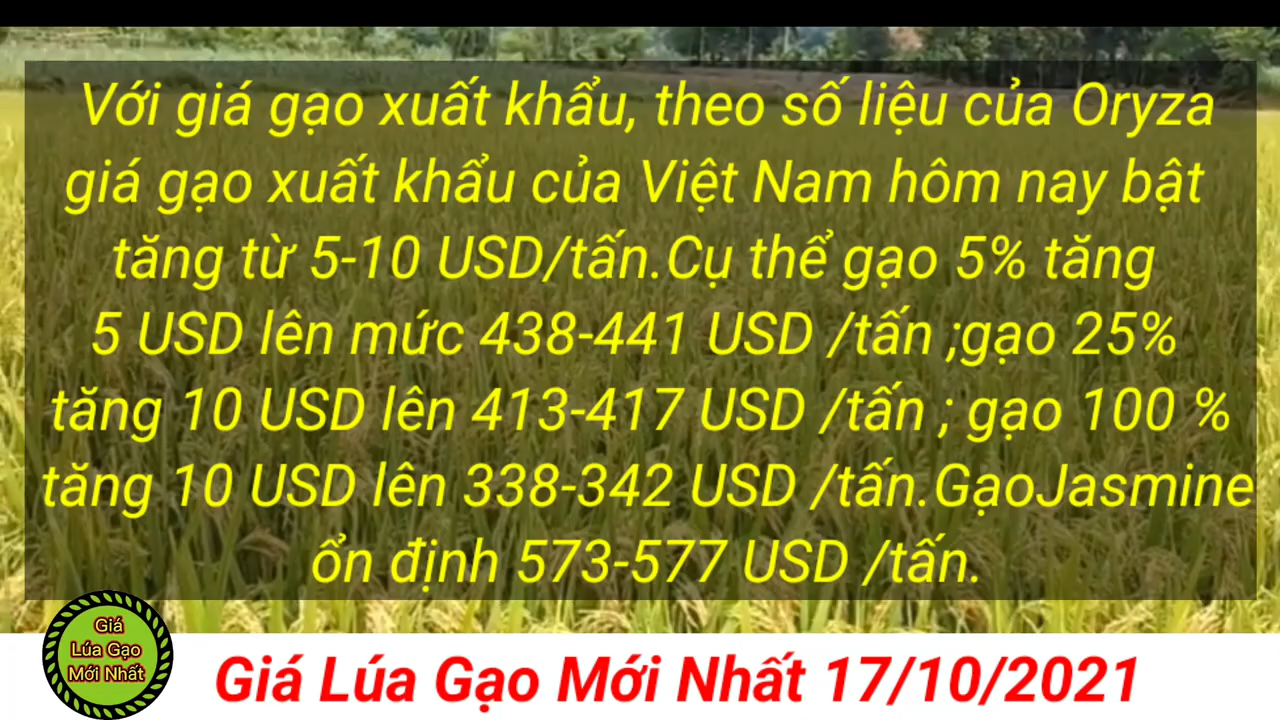 Với giá gạo xuất khẩu, theo số liệu của Oryza
giá gạo xuất khẩu của Việt Nam hôm nay bật
tăng từ 5-10 USD/tấn.Cụ thể gạo 5% tăng
5 USD lên mức 438-441 USD /tấn ;gạo 25%
tăng 10 USD lên 413-417 USD /tấn ; gạo 100 %
tăng 10 USD lên 338-342 USD /tấn.GạoJasmine
ổn định 573-577 USD /tấn.
Giá
Lúa Gạo
Mới Nhất
Giá Lúa Gạo Mới Nhất 17/10/2021